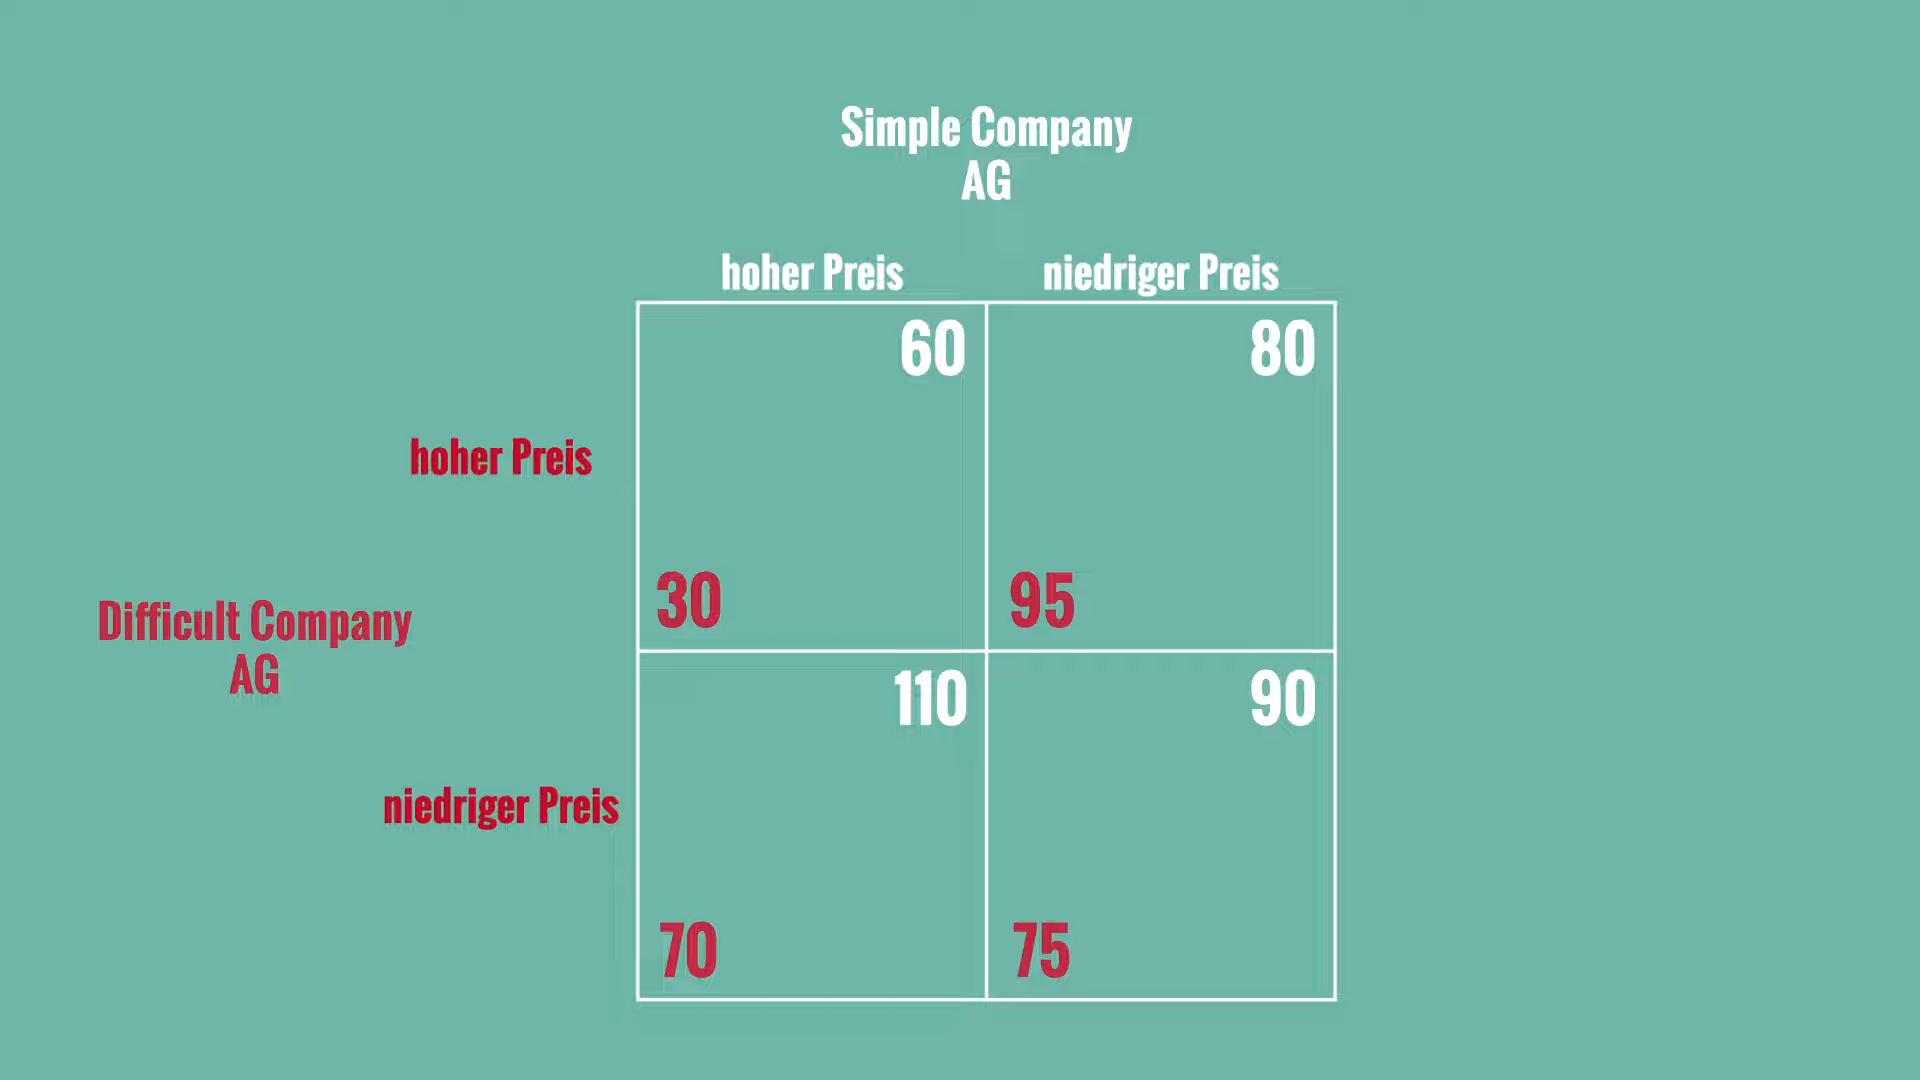 Simple Company
AG
hoher Preis niedriger Preis
60 80
hoher Preis
30 95
Difficult Company
AG
110 90
niedriger Preis
70 75